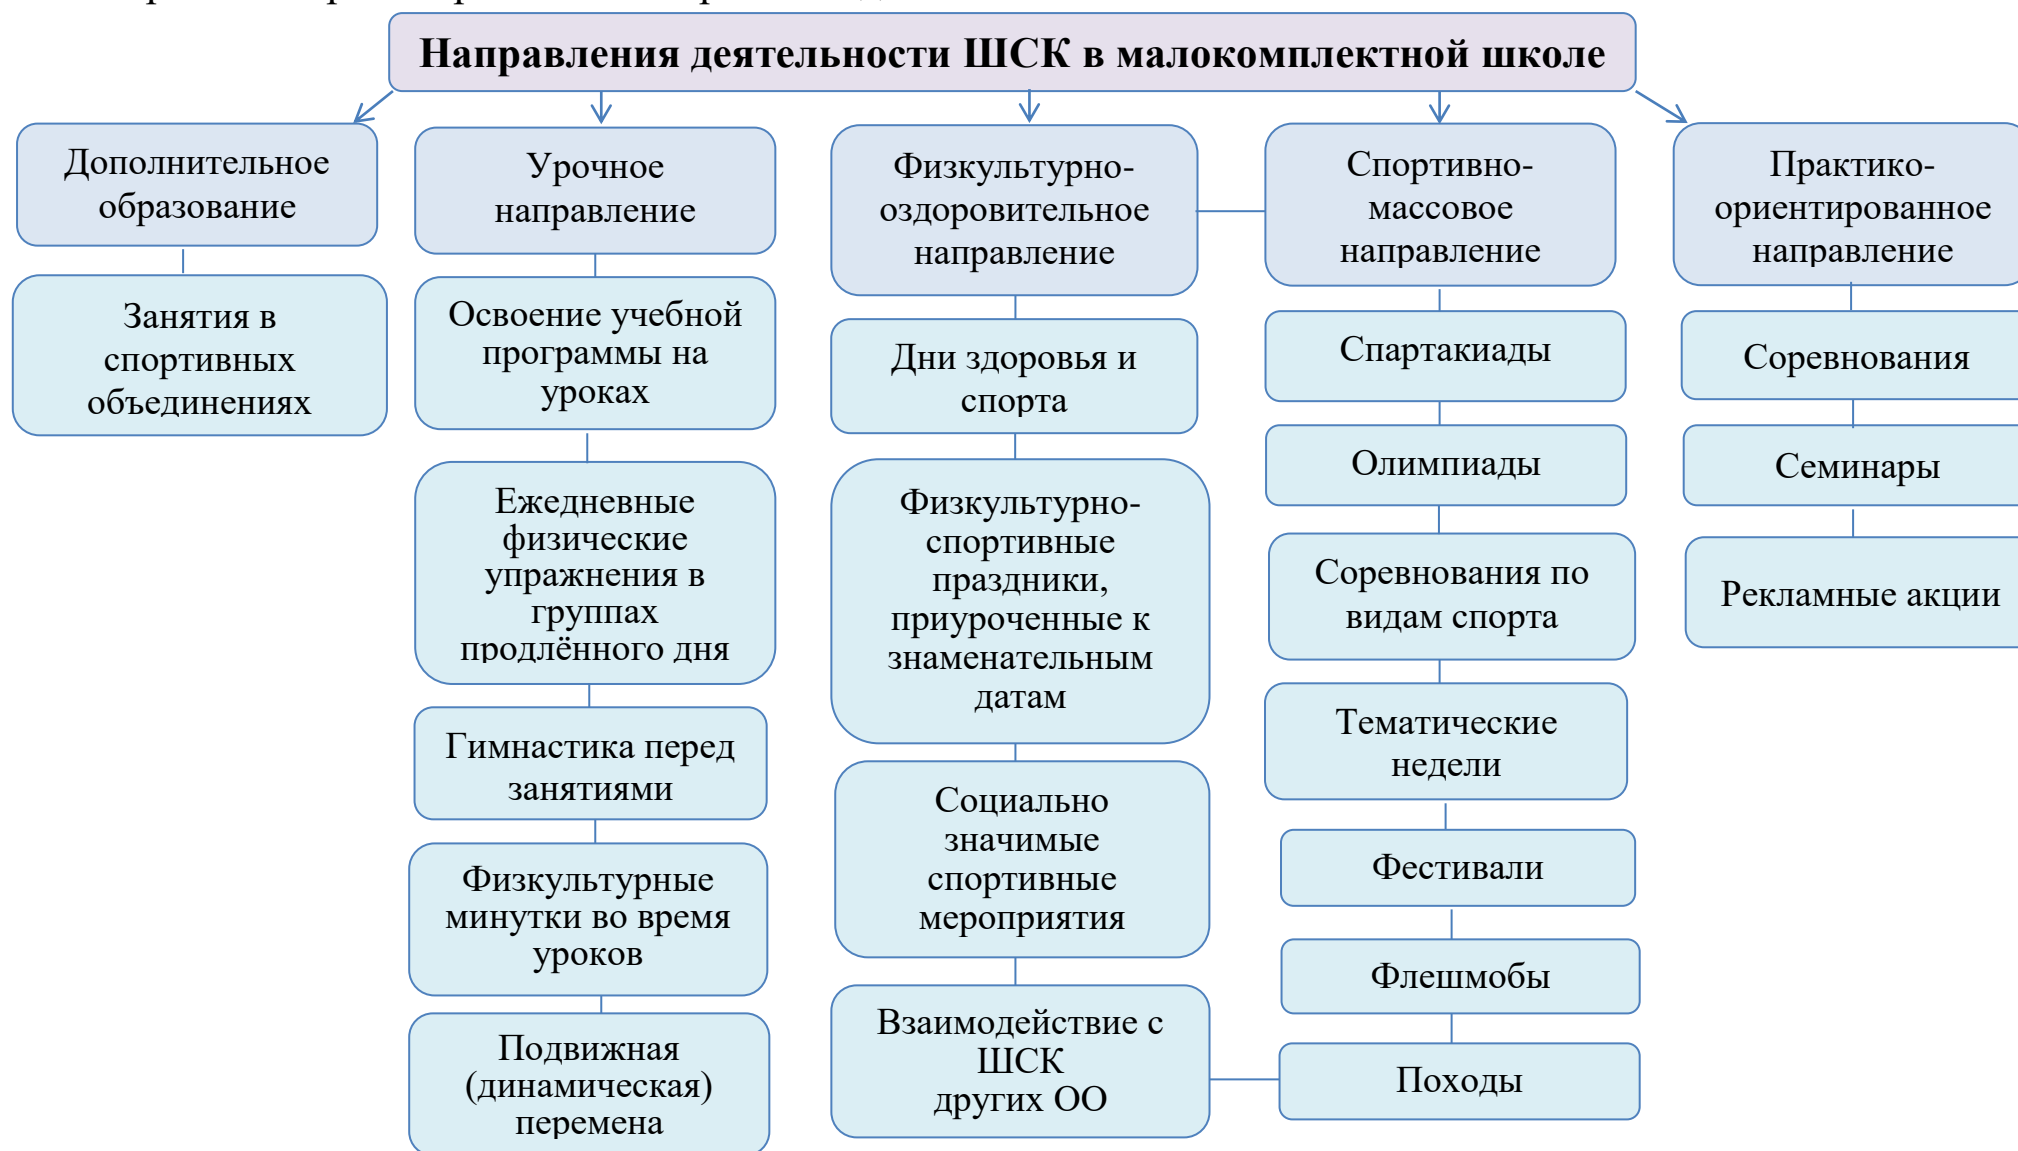 Направления деятельности ШСК в малокомплектной школе
Дополнительное
образование
Занятия в
спортивных
объединениях
Урочное
направление
Освоение учебной
программы на
уроках
Ежедневные
физические
упражнения в
группах
продлённого дня
Гимнастика перед
занятиями
Физкультурные
минутки во время
уроков
Подвижная
(динамическая)
перемена
Физкультурно-
оздоровительное
направление
Дни здоровья и
спорта
Физкультурно-
спортивные
праздники,
приуроченные к
знаменательным
датам
Социально
значимые
спортивные
мероприятия
Взаимодействие с
ШСК
других ОО
Спортивно-
массовое
направление
Спартакиады
Олимпиады
Соревнования по
видам спорта
Тематические
недели
Фестивали
Флешмобы
Походы
Практико-
ориентированное
направление
Соревнования
Семинары
Рекламные акции